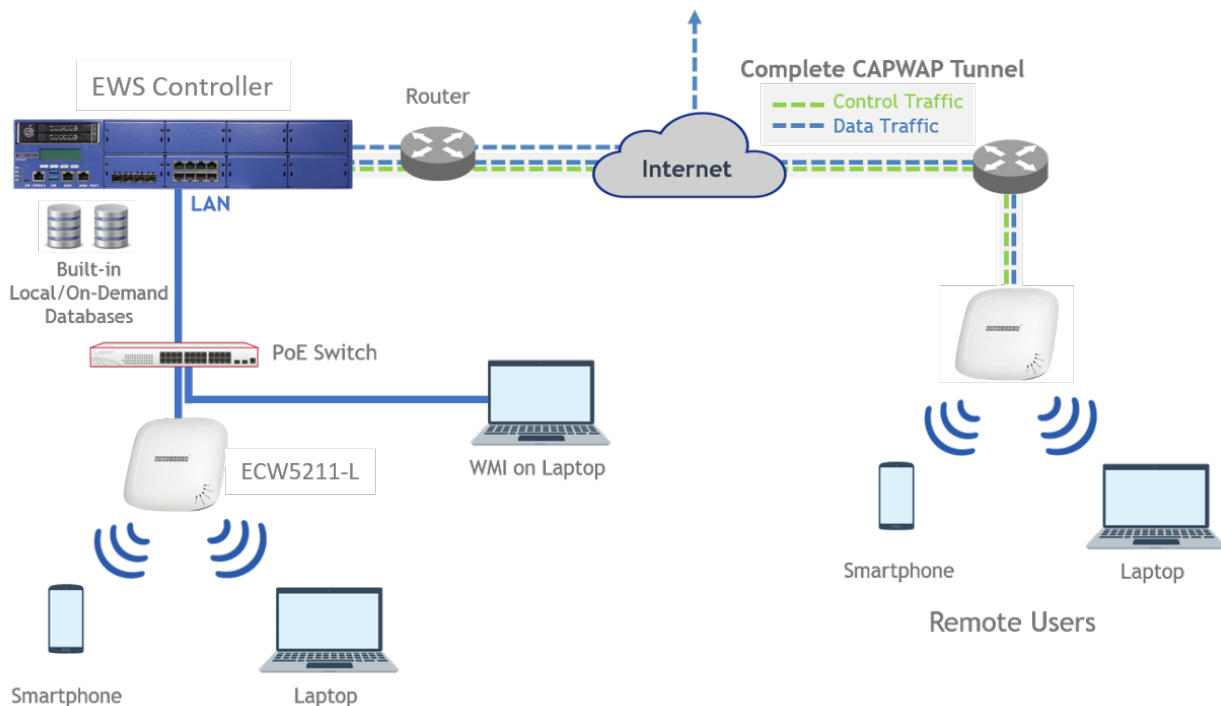 EWS Controller
Router
Complete CAPWAP Tunnel
Control Traffic
Data Traffic
Internet
LAN
Built-in
Local/On-Demand
Databases
PoE Switch
WMI on Laptop
ECW5211-L
Smartphone
Laptop
Remote Users
Smartphone
Laptop